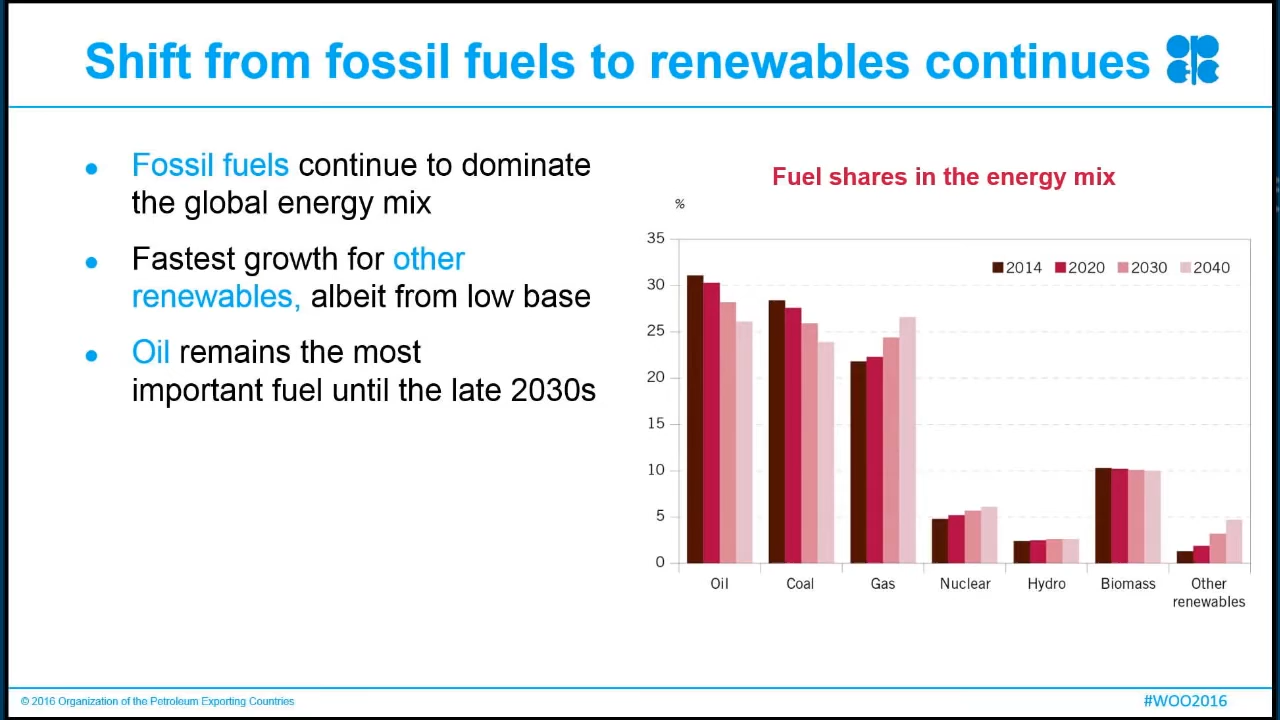 Shift from fossil fuels to renewables continues
OPEC
• Fossil fuels continue to dominate
the global energy mix
• Fastest growth for other
renewables, albeit from low base
• Oil remains the most
important fuel until the late 2030s
Fuel shares in the energy mix
%
35
30
25
20
15
10
5
0
2014 2020 2030 2040
Oil Coal Gas Nuclear Hydro Biomass Other
renewables
© 2016 Organization of the Petroleum Exporting Countries
#WOO2016